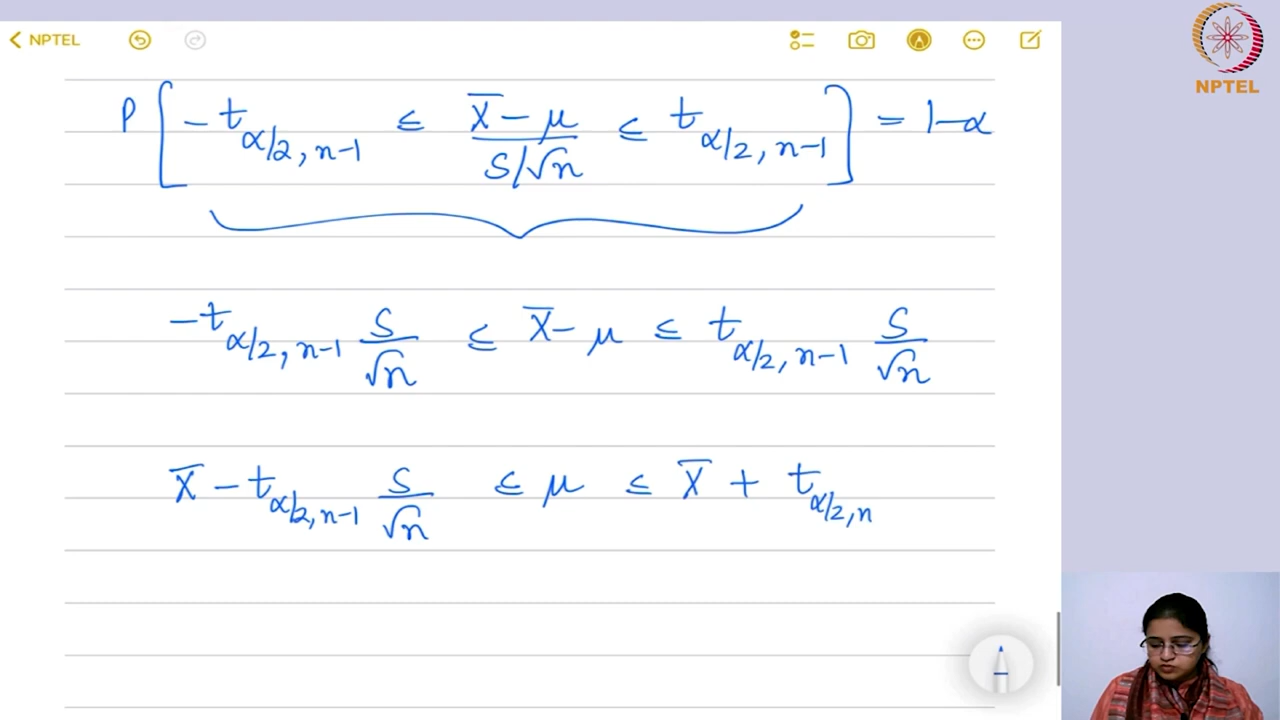 NPTEL
NPTEL
P [ -t_{α/2, n-1} ≤ (x̄ - μ)/(S/√n) ≤ t_{α/2, n-1} ] = 1-α
-t_{α/2, n-1} S/√n ≤ x̄ - μ ≤ t_{α/2, n-1} S/√n
x̄ - t_{α/2, n-1} S/√n ≤ μ ≤ x̄ + t_{α/2, n}